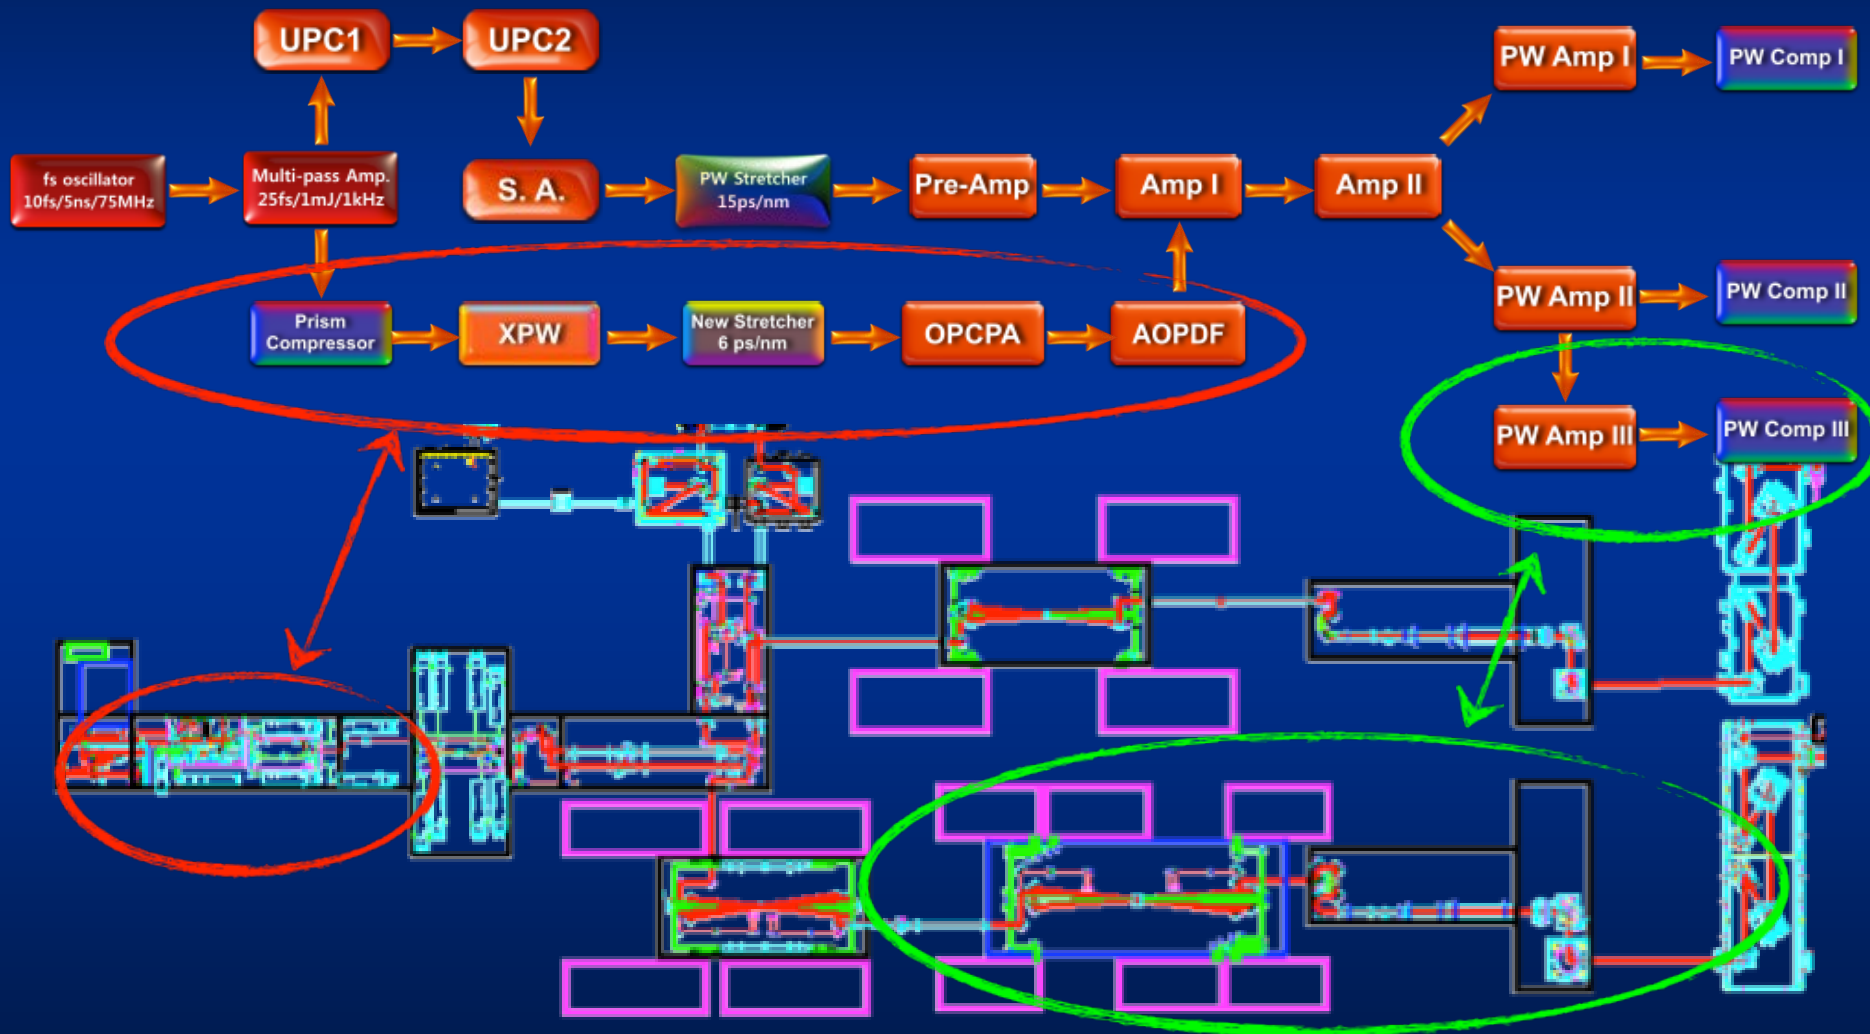 UPC1
UPC2
PW Amp I
PW Comp I
fs oscillator
10fs/5ns/75MHz
Multi-pass Amp.
25fs/1mJ/1kHz
S. A.
PW Stretcher
15ps/nm
Pre-Amp
Amp I
Amp II
PW Amp II
PW Comp II
Prism
Compressor
XPW
New Stretcher
6 ps/nm
OPCPA
AOPDF
PW Amp III
PW Comp III